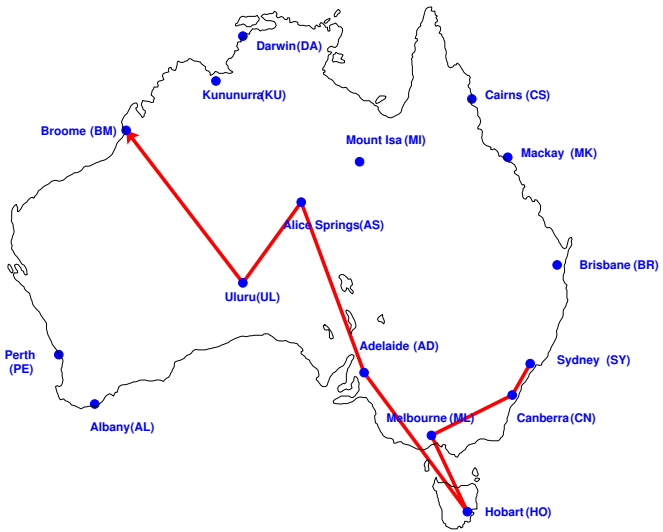 Darwin (DA)
Kununurra(KU)
Cairns (CS)
Broome (BM)
Mount Isa (MI)
Mackay (MK)
Alice Springs(AS)
Brisbane (BR)
Uluru(UL)
Adelaide (AD)
Perth
(PE)
Sydney (SY)
Albany(AL)
Melbourne (ML)
Canberra (CN)
Hobart (HO)